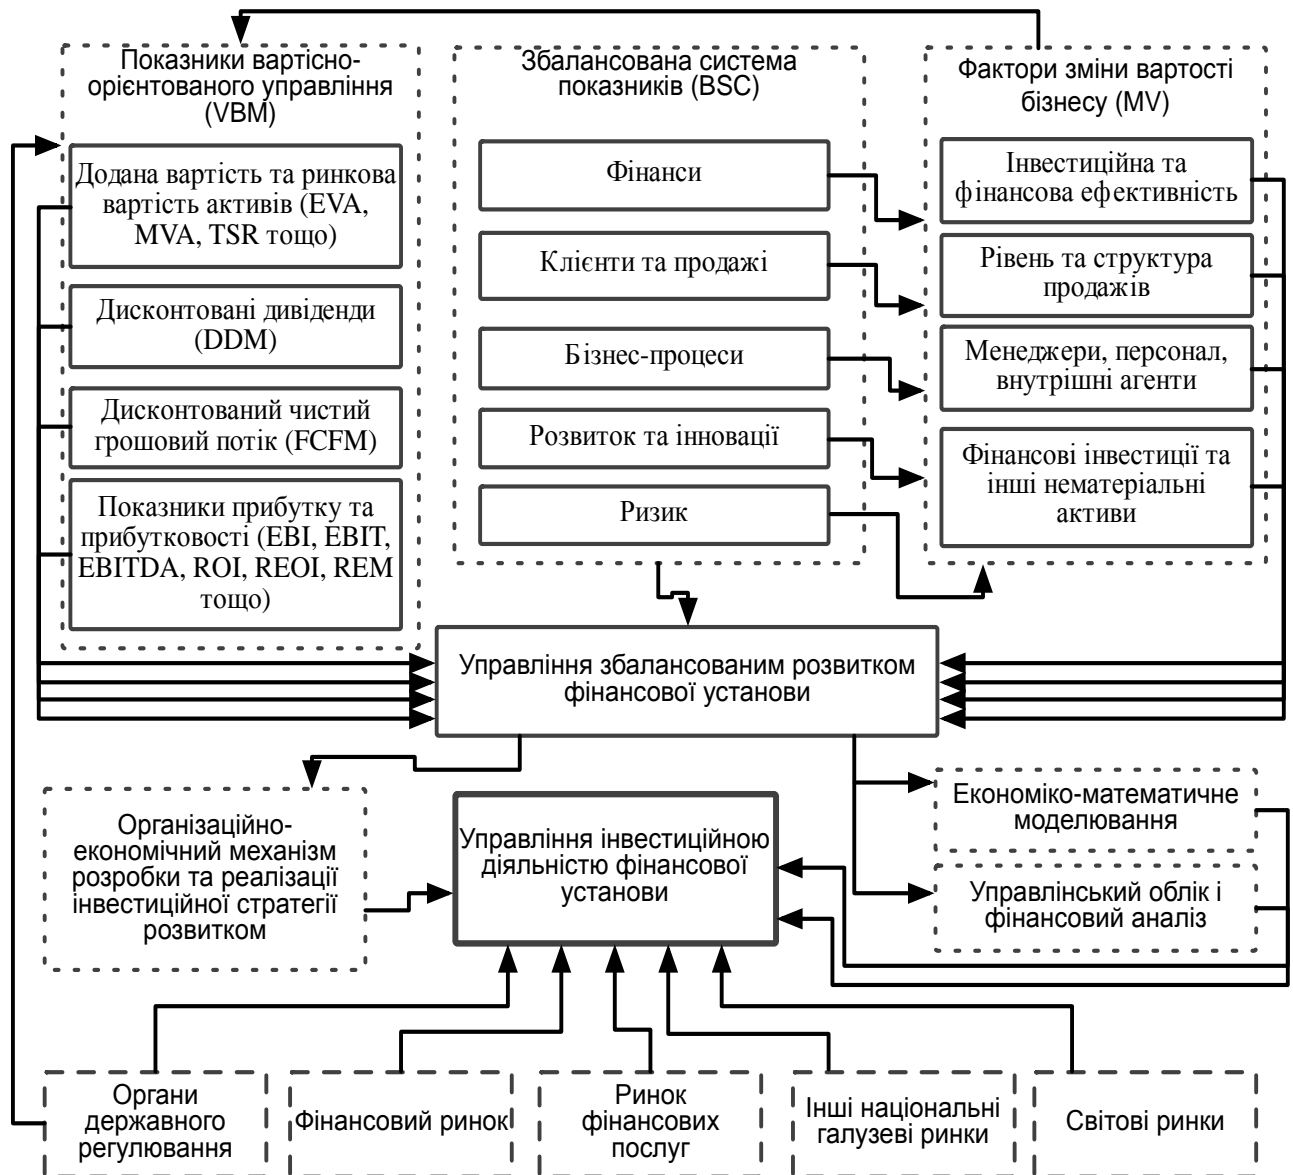 Показники вартісно-
орієнтованого управління
(VBM)
Додана вартість та ринкова
вартість активів (EVA,
MVA, TSR тощо)
Дисконтовані дивіденди
(DDM)
Дисконтований чистий
грошовий потік (FCFM)
Показники прибутку та
прибутковості (EBI, EBIT,
EBITDA, ROI, REOI, REM
тощо)
Збалансована система
показників (BSC)
Фінанси
Клієнти та продажі
Бізнес-процеси
Розвиток та інновації
Ризик
Фактори зміни вартості
бізнесу (MV)
Інвестиційна та
фінансова ефективність
Рівень та структура
продажів
Менеджери, персонал,
внутрішні агенти
Фінансові інвестиції та
інші нематеріальні
активи
Управління збалансованим розвитком
фінансової установи
Організаційно-
економічний механізм
розробки та реалізації
інвестиційної стратегії
розвитком
Управління інвестиційною
діяльністю фінансової
установи
Економіко-математичне
моделювання
Управлінський облік і
фінансовий аналіз
Органи
державного
регулювання
Фінансовий ринок
Ринок
фінансових
послуг
Інші національні
галузеві ринки
Світові ринки